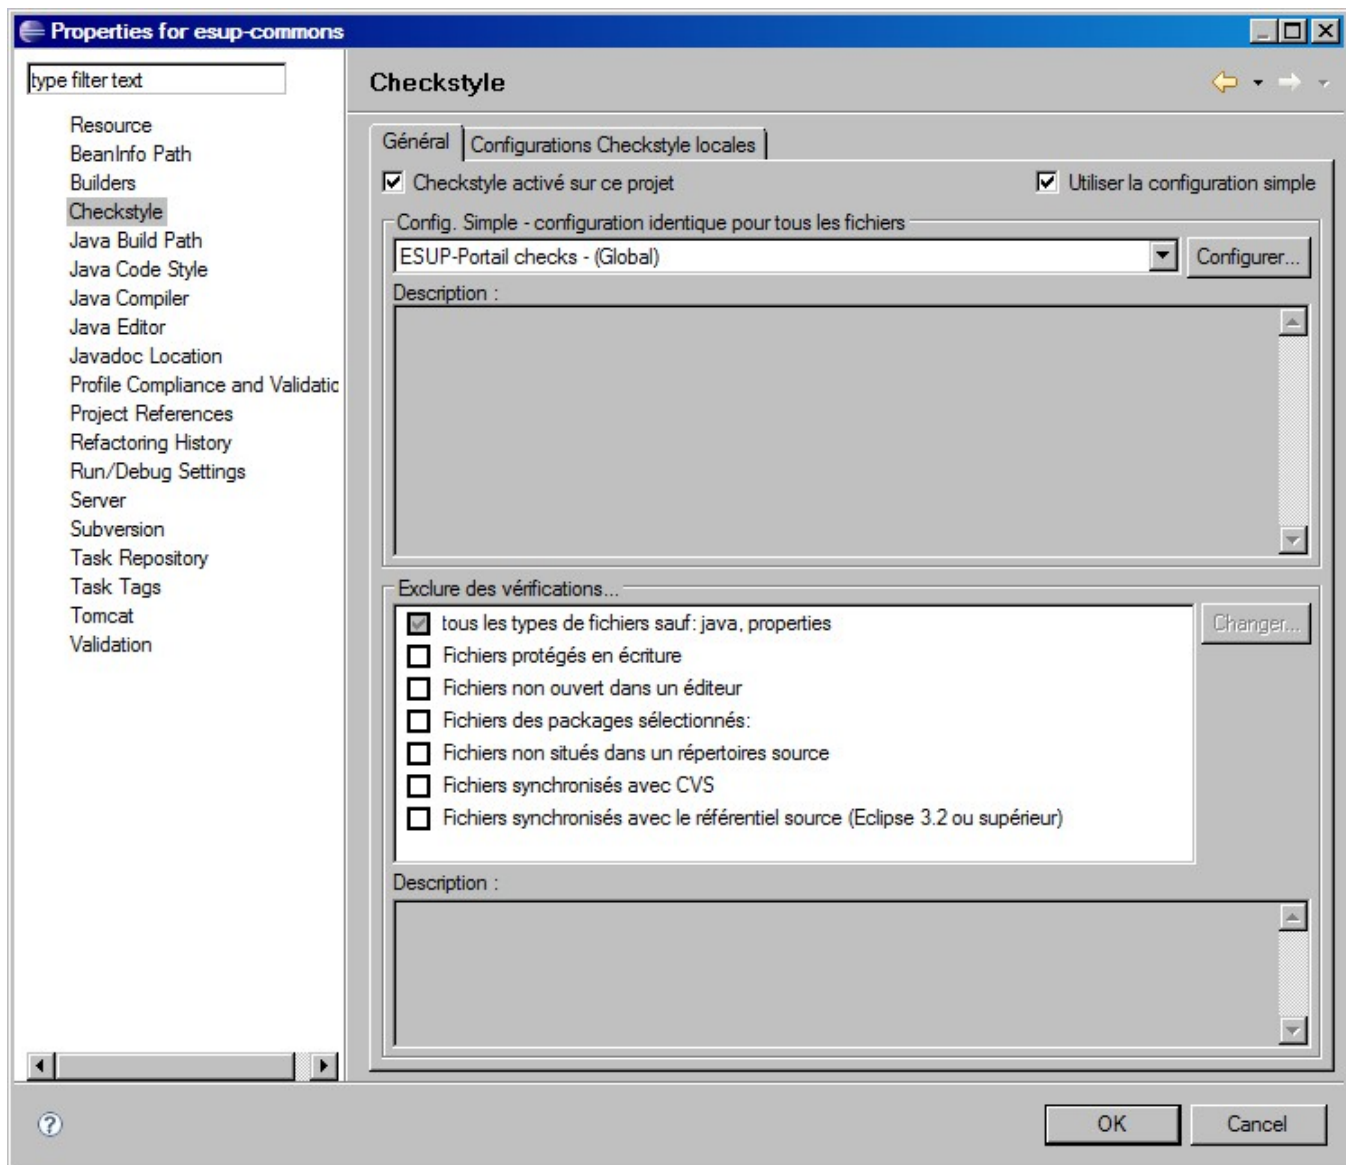 Properties for esup-commons
type filter text
Resource
BeanInfo Path
Builders
Checkstyle
Java Build Path
Java Code Style
Java Compiler
Java Editor
Javadoc Location
Profile Compliance and Validatic
Project References
Refactoring History
Run/Debug Settings
Server
Subversion
Task Repository
Task Tags
Tomcat
Validation
Checkstyle
Général
Configurations Checkstyle locales
Checkstyle activé sur ce projet
Utiliser la configuration simple
Config. Simple - configuration identique pour tous les fichiers
ESUP-Portail checks - (Global)
Configurer...
Description :
Exclure des vérifications...
tous les types de fichiers sauf: java, properties
Changer...
Fichiers protégés en écriture
Fichiers non ouvert dans un éditeur
Fichiers des packages sélectionnés:
Fichiers non situés dans un répertoires source
Fichiers synchronisés avec CVS
Fichiers synchronisés avec le référentiel source (Eclipse 3.2 ou supérieur)
Description :
?
OK
Cancel